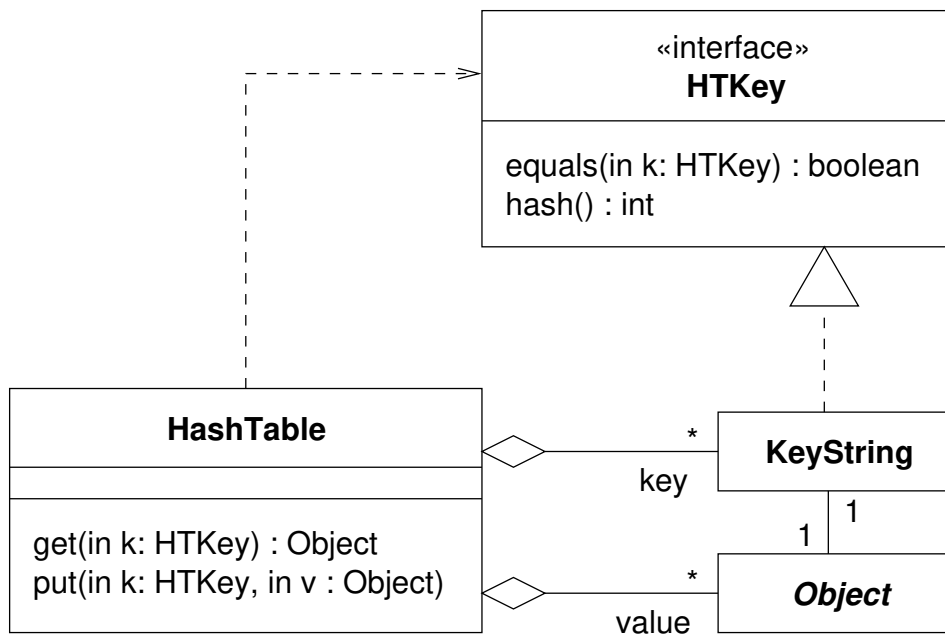 «interface»
HTKey
equals(in k: HTKey) : boolean
hash() : int
HashTable
get(in k: HTKey) : Object
put(in k: HTKey, in v : Object)
*
key
KeyString
1
1
*
value
Object